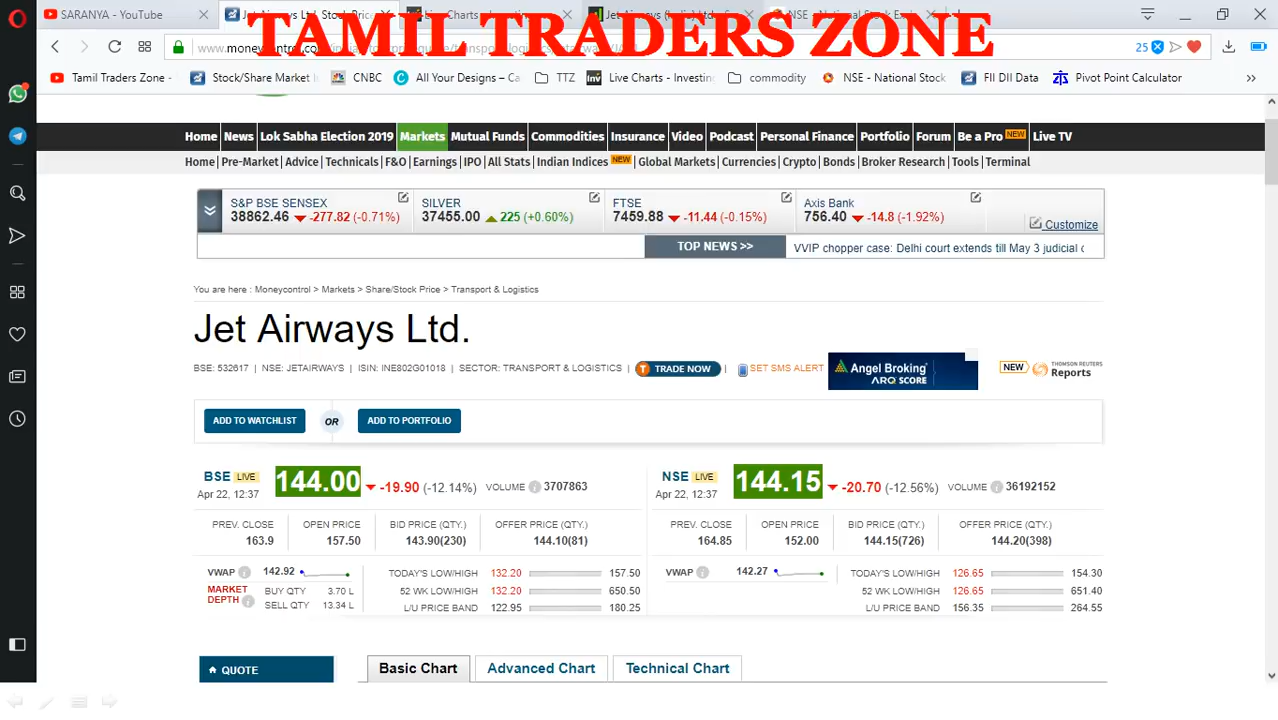 SARANYA - YouTube
Jet Airways Ltd. Stock Price
TAMIL TRADERS ZONE
25
Tamil Traders Zone - Stock/Share Market CNBC All Your Designs – Ca TTZ Inv Live Charts - Investin commodity NSE - National Stock FII DII Data Pivot Point Calculator
Home News Lok Sabha Election 2019 Markets Mutual Funds Commodities Insurance Video Podcast Personal Finance Portfolio Forum Be a Pro NEW Live TV
Home Pre-Market Advice Technicals F&O Earnings IPO All Stats Indian Indices NEW Global Markets Currencies Crypto Bonds Broker Research Tools Terminal
S&P BSE SENSEX SILVER FTSE Axis Bank
38862.46 -277.82 (-0.71%) 37455.00 225 (+0.60%) 7459.88 -11.44 (-0.15%) 756.40 -14.8 (-1.92%)
Customize
TOP NEWS >> VVIP chopper case: Delhi court extends till May 3 judicial c
You are here : Moneycontrol > Markets > Share/Stock Price > Transport & Logistics
Jet Airways Ltd.
BSE: 532617 | NSE: JETAIRWAYS | ISIN: INE802G01018 | SECTOR: TRANSPORT & LOGISTICS | T TRADE NOW | SET SMS ALERT Angel Broking ARQ SCORE NEW THOMSON REUTERS Reports
ADD TO WATCHLIST OR ADD TO PORTFOLIO
BSE LIVE 144.00 -19.90 (-12.14%) VOLUME i 3707863
Apr 22, 12:37
PREV. CLOSE OPEN PRICE BID PRICE (QTY.) OFFER PRICE (QTY.)
163.9 157.50 143.90(230) 144.10(81)
VWAP i 142.92 TODAY'S LOW/HIGH 132.20 157.50
MARKET DEPTH i BUY QTY 3.70 L 52 WK LOW/HIGH 132.20 650.50
SELL QTY 13.34 L L/U PRICE BAND 122.95 180.25
NSE LIVE 144.15 -20.70 (-12.56%) VOLUME i 36192152
Apr 22, 12:37
PREV. CLOSE OPEN PRICE BID PRICE (QTY.) OFFER PRICE (QTY.)
164.85 152.00 144.15(726) 144.20(398)
VWAP i 142.27 TODAY'S LOW/HIGH 126.65 154.30
52 WK LOW/HIGH 126.65 651.40
L/U PRICE BAND 156.35 264.55
QUOTE Basic Chart Advanced Chart Technical Chart